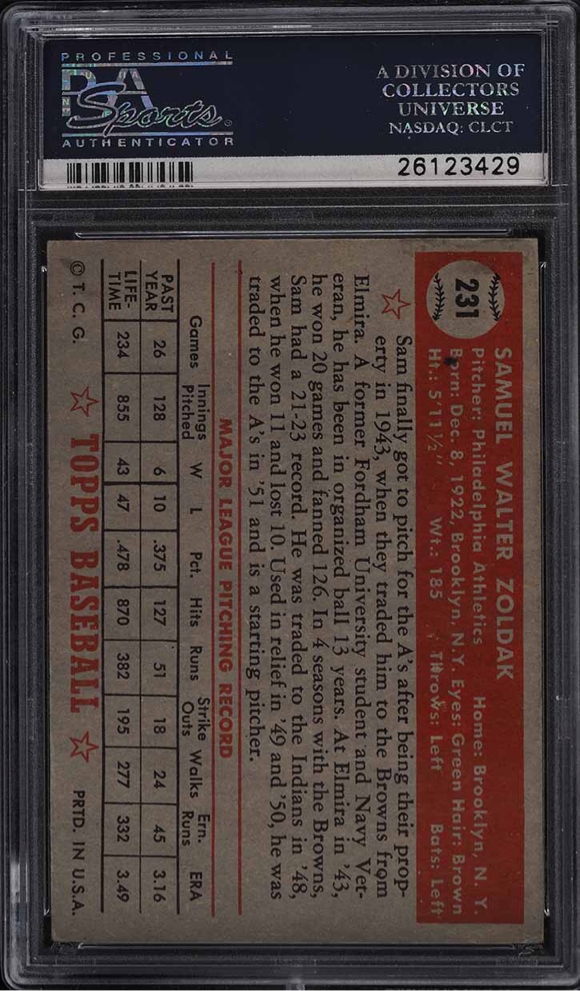 PROFESSIONAL
PSA
Sports
AUTHENTICATOR
A DIVISION OF
COLLECTORS
UNIVERSE
NASDAQ: CLCT
26123429
231
SAMUEL WALTER ZOLDAK
Pitcher: Philadelphia Athletics Home: Brooklyn, N. Y.
Born: Dec. 8, 1922, Brooklyn, N.Y. Eyes: Green Hair: Brown
Ht.: 5'11½" Wt.: 185 Throws: Left Bats: Left
Sam finally got to pitch for the A's after being their prop-
erty in 1943, when they traded him to the Browns from
Elmira. A former Fordham University student and Navy Vet-
eran, he has been in organized ball 13 years. At Elmira in '43,
he won 20 games and fanned 126. In 4 seasons with the Browns,
Sam had a 21-23 record. He was traded to the Indians in '48,
when he won 11 and lost 10. Used in relief in '49 and '50, he was
traded to the A's in '51 and is a starting pitcher.
MAJOR LEAGUE PITCHING RECORD
Games Innings Pitched W L Pct. Hits Runs Strike Outs Walks Ern. Runs ERA
PAST YEAR 26 128 6 10 .375 127 51 18 24 45 3.16
LIFE-TIME 234 855 43 47 .478 870 382 195 277 332 3.49
© T. C. G. TOPPS BASEBALL PRTD. IN U.S.A.